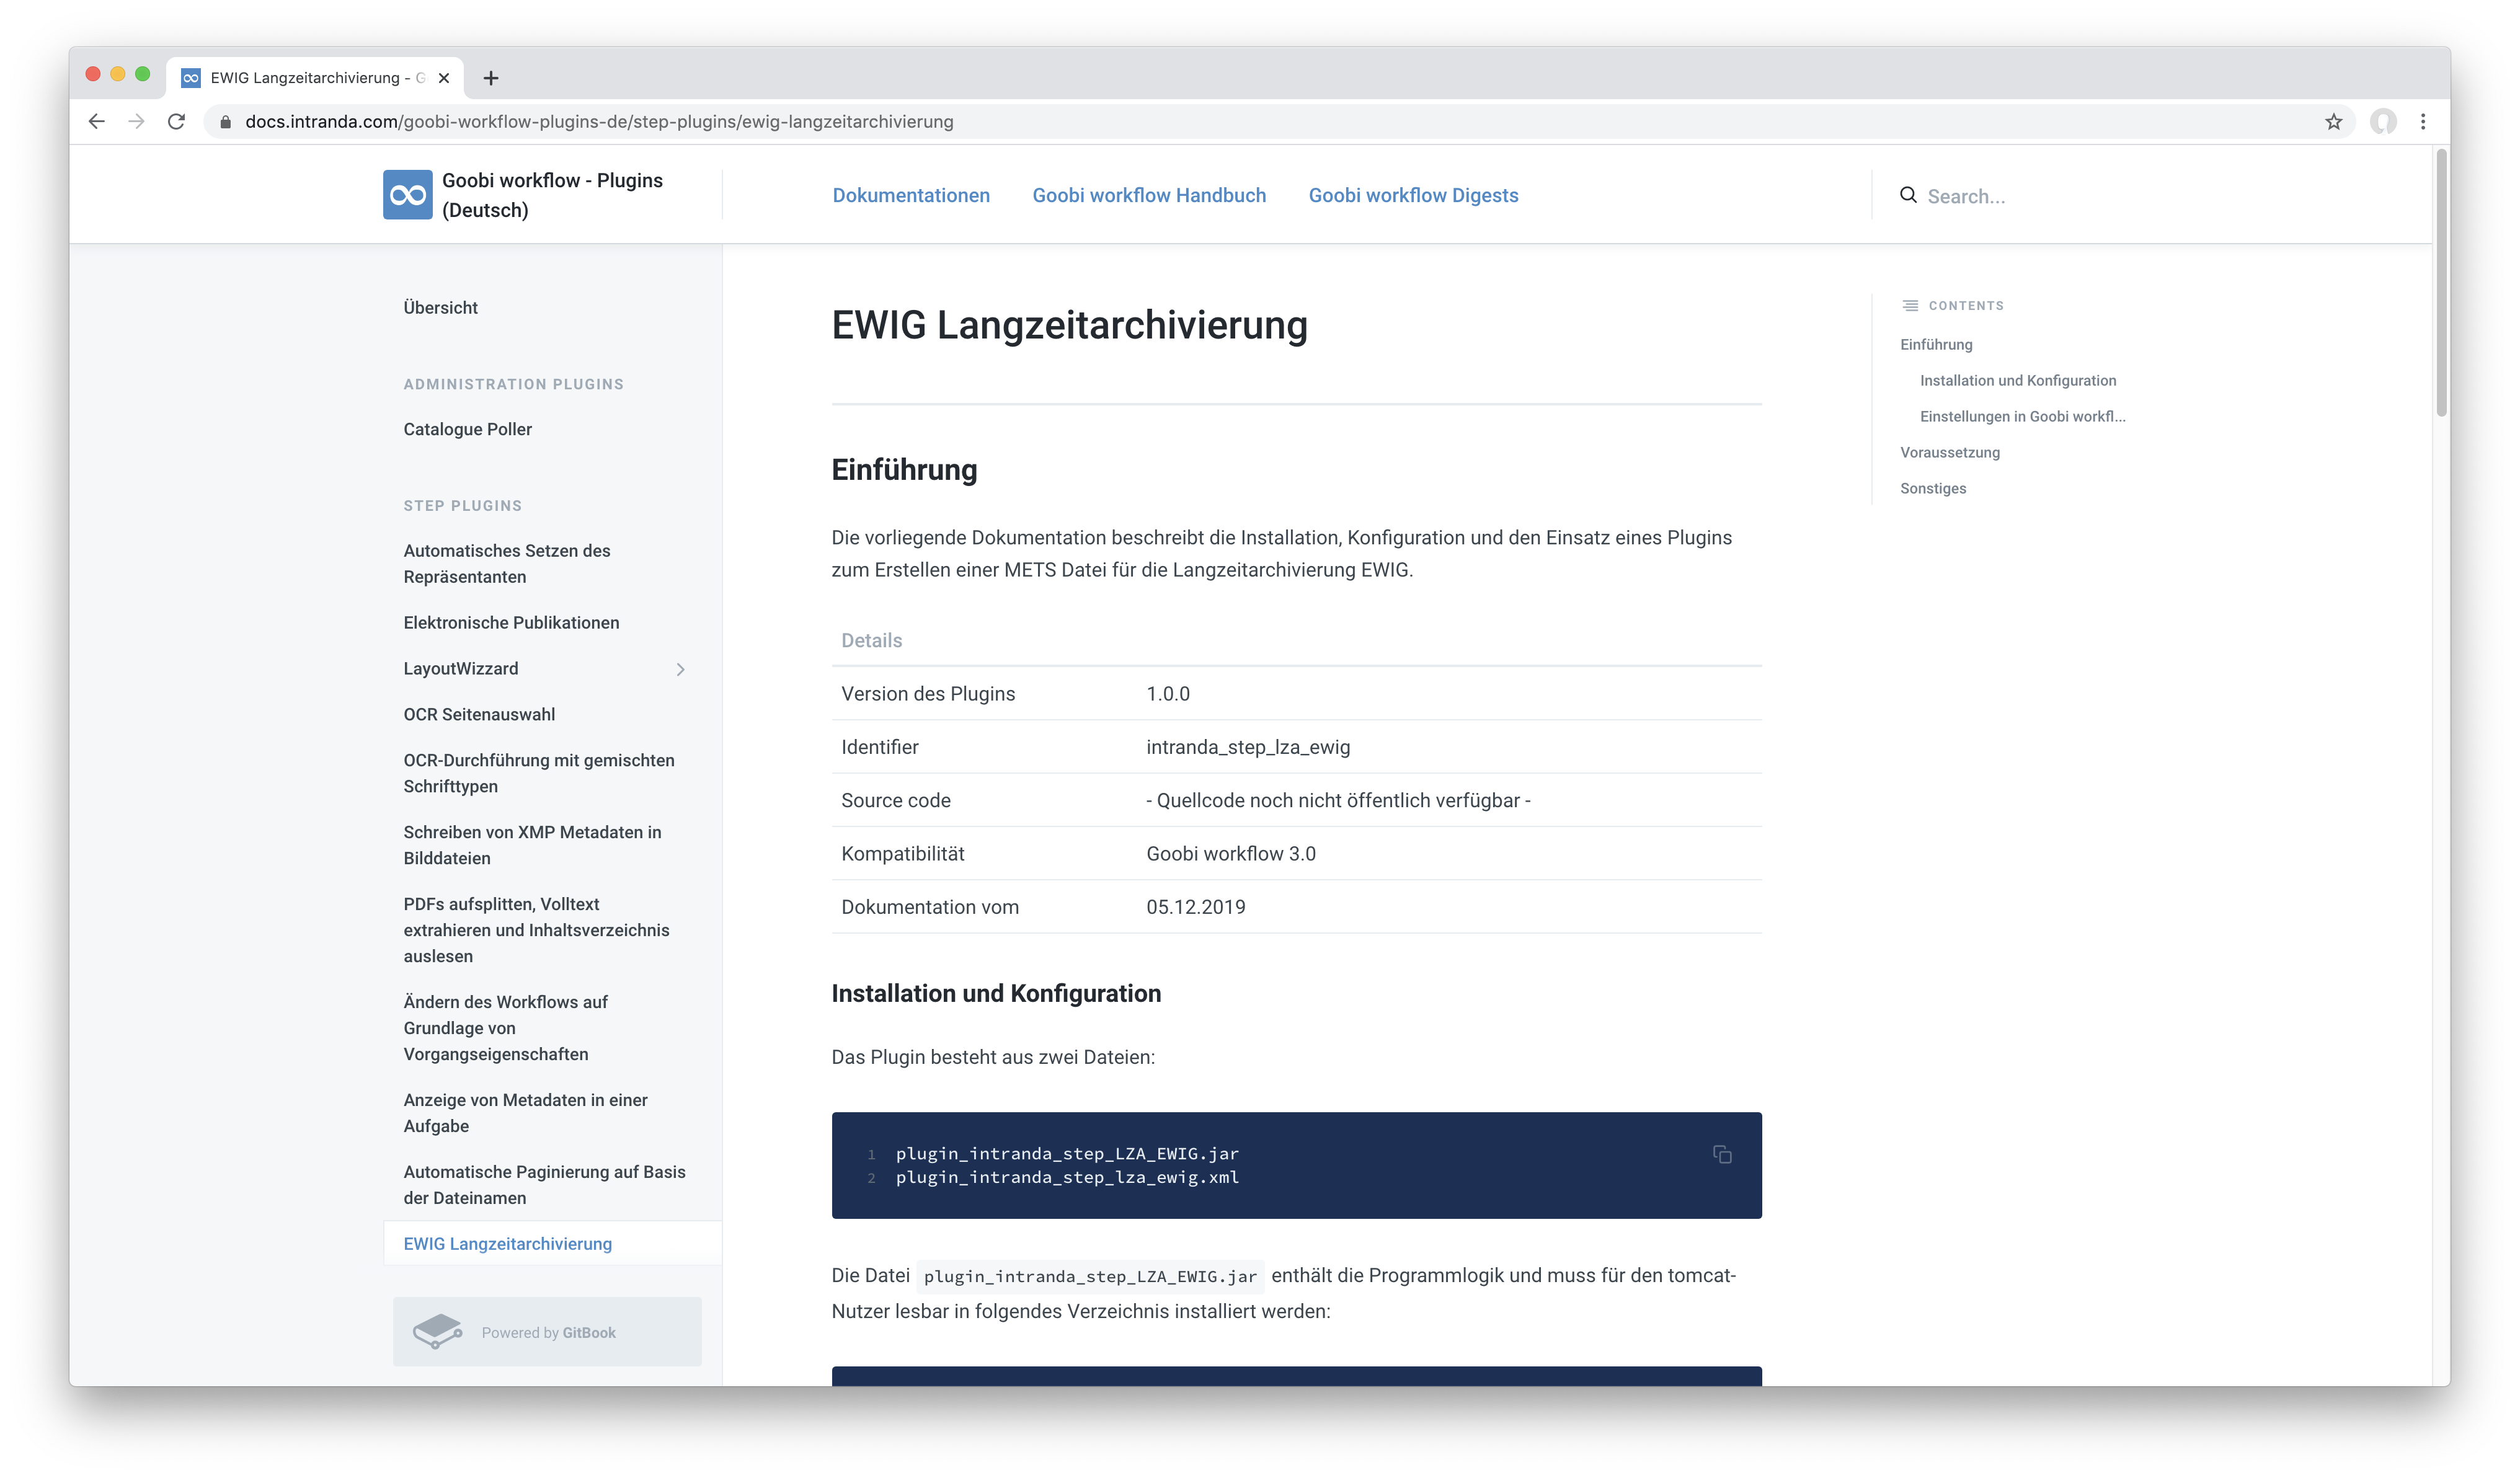 EWIG Langzeitarchivierung - G
docs.intranda.com/goobi-workflow-plugins-de/step-plugins/ewig-langzeitarchivierung
Goobi workflow - Plugins
(Deutsch)
Dokumentationen
Goobi workflow Handbuch
Goobi workflow Digests
Search...
Übersicht
ADMINISTRATION PLUGINS
Catalogue Poller
STEP PLUGINS
Automatisches Setzen des
Repräsentanten
Elektronische Publikationen
LayoutWizzard
OCR Seitenauswahl
OCR-Durchführung mit gemischten
Schrifttypen
Schreiben von XMP Metadaten in
Bilddateien
PDFs aufsplitten, Volltext
extrahieren und Inhaltsverzeichnis
auslesen
Ändern des Workflows auf
Grundlage von
Vorgangseigenschaften
Anzeige von Metadaten in einer
Aufgabe
Automatische Paginierung auf Basis
der Dateinamen
EWIG Langzeitarchivierung
Powered by GitBook
EWIG Langzeitarchivierung
Einführung
Die vorliegende Dokumentation beschreibt die Installation, Konfiguration und den Einsatz eines Plugins
zum Erstellen einer METS Datei für die Langzeitarchivierung EWIG.
Details
Version des Plugins 1.0.0
Identifier intranda_step_lza_ewig
Source code - Quellcode noch nicht öffentlich verfügbar -
Kompatibilität Goobi workflow 3.0
Dokumentation vom 05.12.2019
Installation und Konfiguration
Das Plugin besteht aus zwei Dateien:
1 plugin_intranda_step_LZA_EWIG.jar
2 plugin_intranda_step_lza_ewig.xml
Die Datei plugin_intranda_step_LZA_EWIG.jar enthält die Programmlogik und muss für den tomcat-
Nutzer lesbar in folgendes Verzeichnis installiert werden:
CONTENTS
Einführung
Installation und Konfiguration
Einstellungen in Goobi workfl...
Voraussetzung
Sonstiges